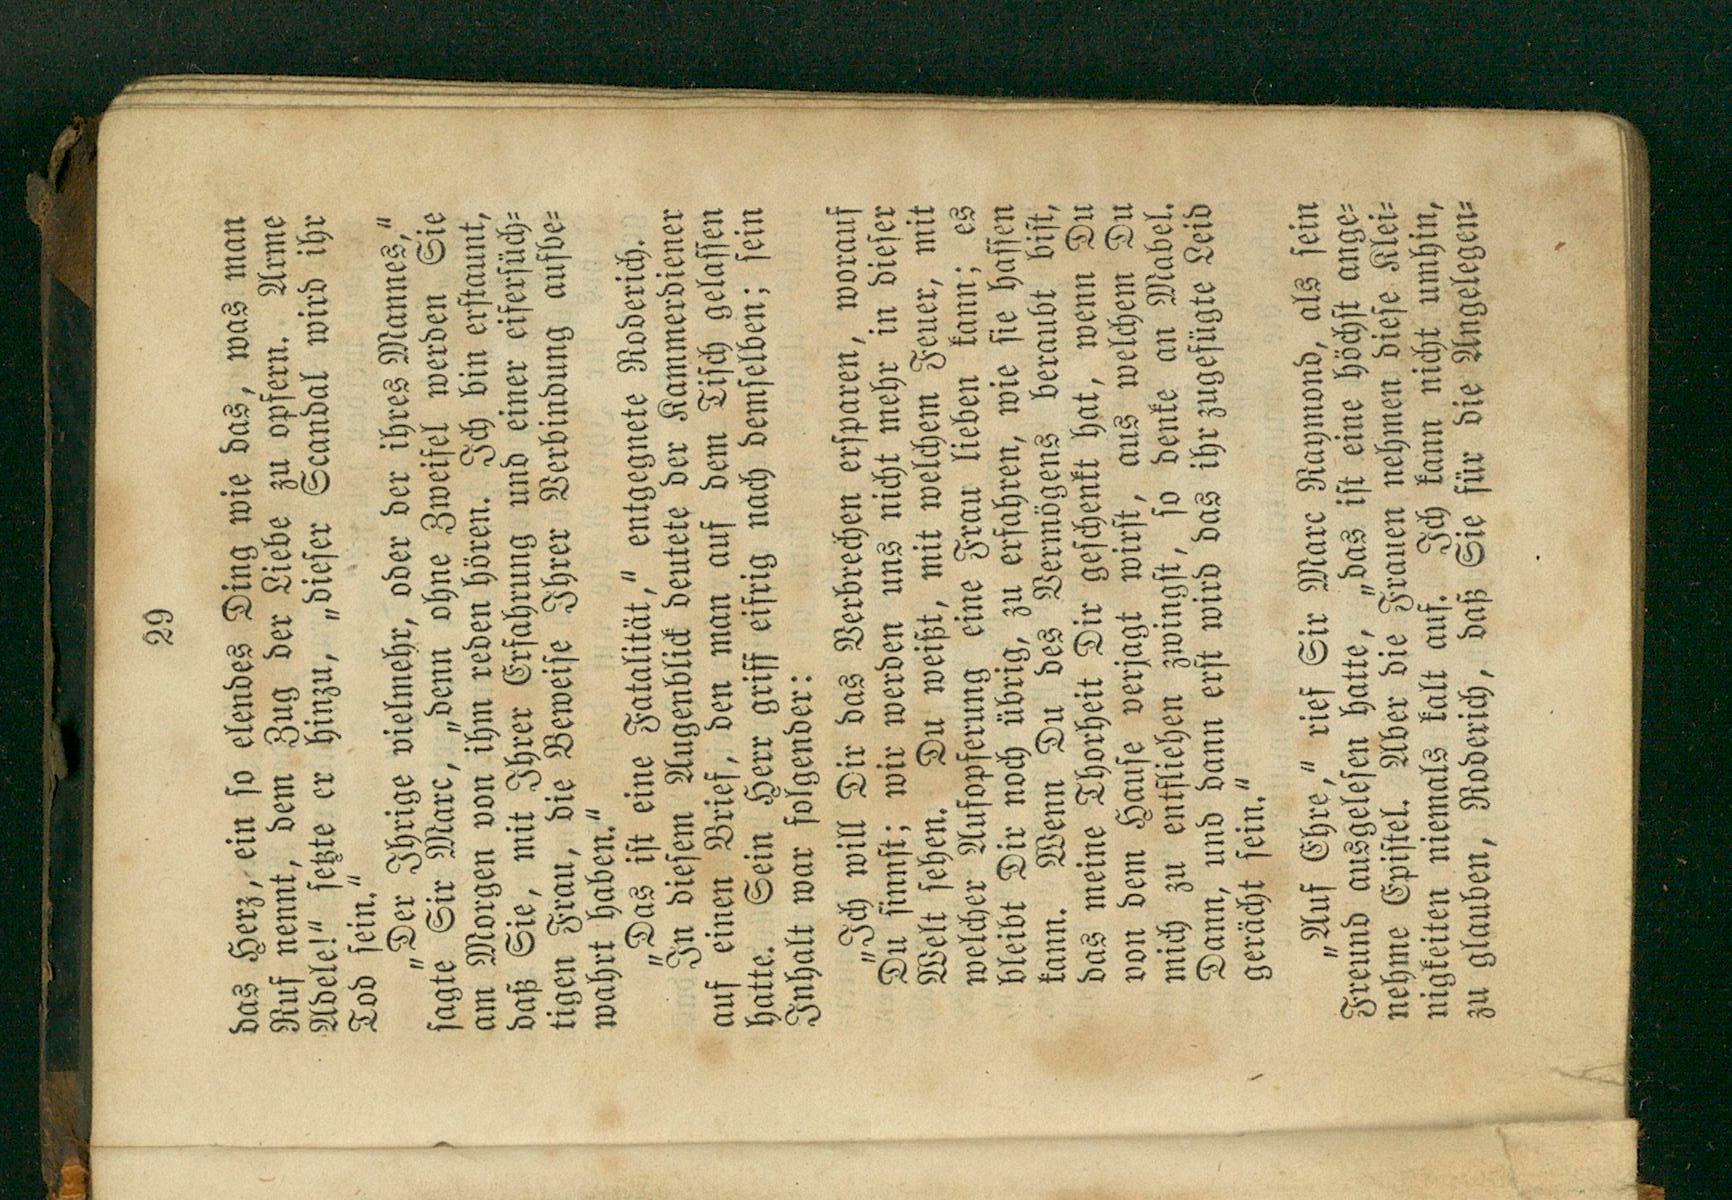 29
das Herz, ein so elendes Ding wie das, was man
Ruf nennt, dem Zug der Liebe zu opfern. Arme
Adele!“ setzte er hinzu, „dieser Scandal wird ihr
Tod sein.“
„Der Ihrige vielmehr, oder der ihres Mannes,“
sagte Sir Marc, „denn ohne Zweifel werden Sie
am Morgen von ihm reden hören. Ich bin erstaunt,
daß Sie, mit Ihrer Erfahrung und einer eifersüch-
tigen Frau, die Beweise Ihrer Verbindung aufbe-
wahrt haben.“
„Das ist eine Fatalität,“ entgegnete Roderich.
In diesem Augenblick deutete der Kammerdiener
auf einen Brief, den man auf dem Tisch gelassen
hatte. Sein Herr griff eifrig nach demselben; sein
Inhalt war folgender:
„Ich will Dir das Verbrechen ersparen, worauf
Du sinnst; wir werden uns nicht mehr in dieser
Welt sehen. Du weißt, mit welchem Feuer, mit
welcher Aufopferung eine Frau lieben kann; es
bleibt Dir noch übrig, zu erfahren, wie sie hassen
kann. Wenn Du des Vermögens beraubt bist,
das meine Thorheit Dir geschenkt hat, wenn Du
von dem Hause verjagt wirst, aus welchem Du
mich zu entfliehen zwingst, so denke an Mabel.
Dann, und dann erst wird das ihr zugefügte Leid
gerächt sein.“
„Auf Ehre,“ rief Sir Marc Raymond, als sein
Freund ausgelesen hatte, „das ist eine höchst ange-
nehme Epistel. Aber die Frauen nehmen diese Klei-
nigkeiten niemals kalt auf. Ich kann nicht umhin,
zu glauben, Roderich, daß Sie für die Angelegen-